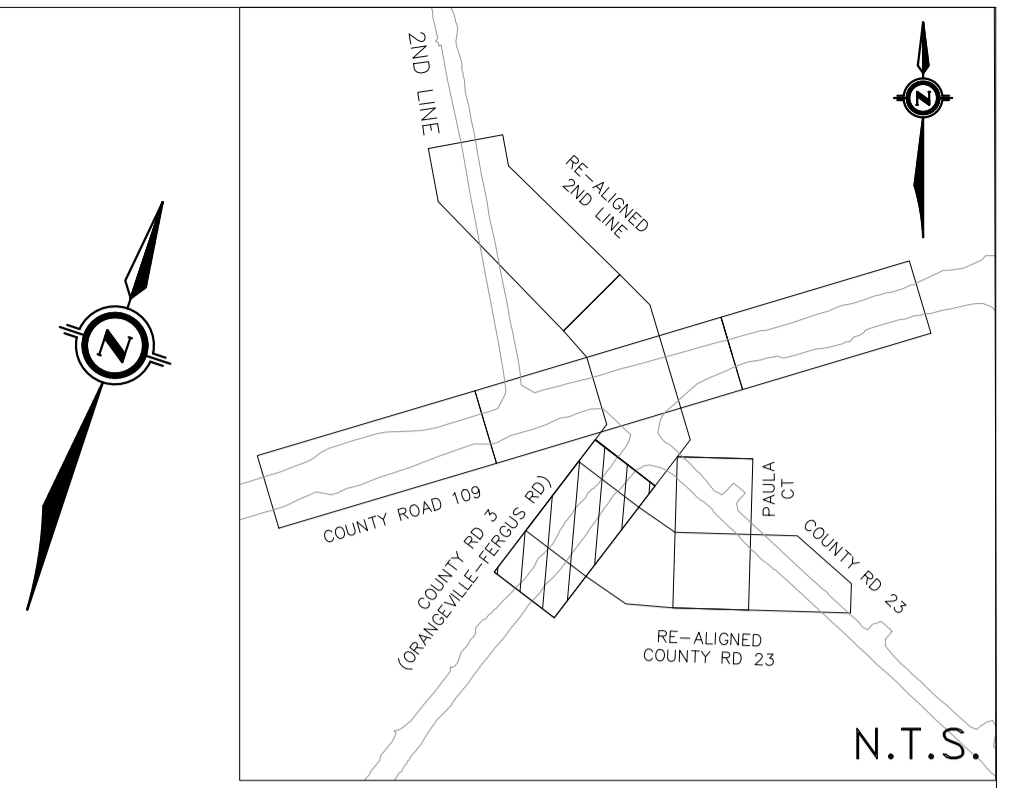 2ND LINE
RE-ALIGNED
2ND LINE
N
N
COUNTY ROAD 109
COUNTY RD 3
(ORANGEVILLE-FERGUS RD)
PAULA
CT
COUNTY RD 23
RE-ALIGNED
COUNTY RD 23
N.T.S.